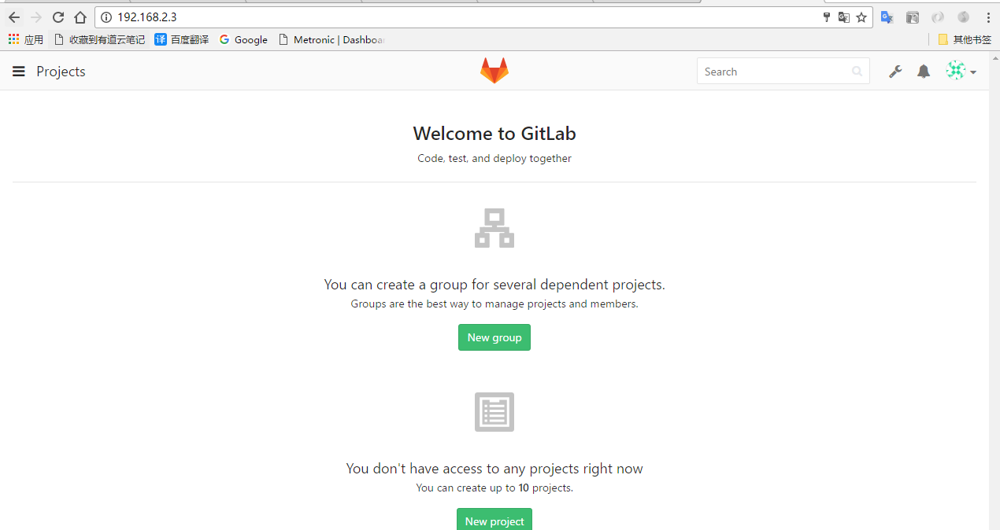 192.168.2.3
应用 收藏到有道云笔记 译 百度翻译 Google Metronic | Dashboa 其他书签
Projects Search
Welcome to GitLab
Code, test, and deploy together
You can create a group for several dependent projects.
Groups are the best way to manage projects and members.
New group
You don't have access to any projects right now
You can create up to 10 projects.
New project